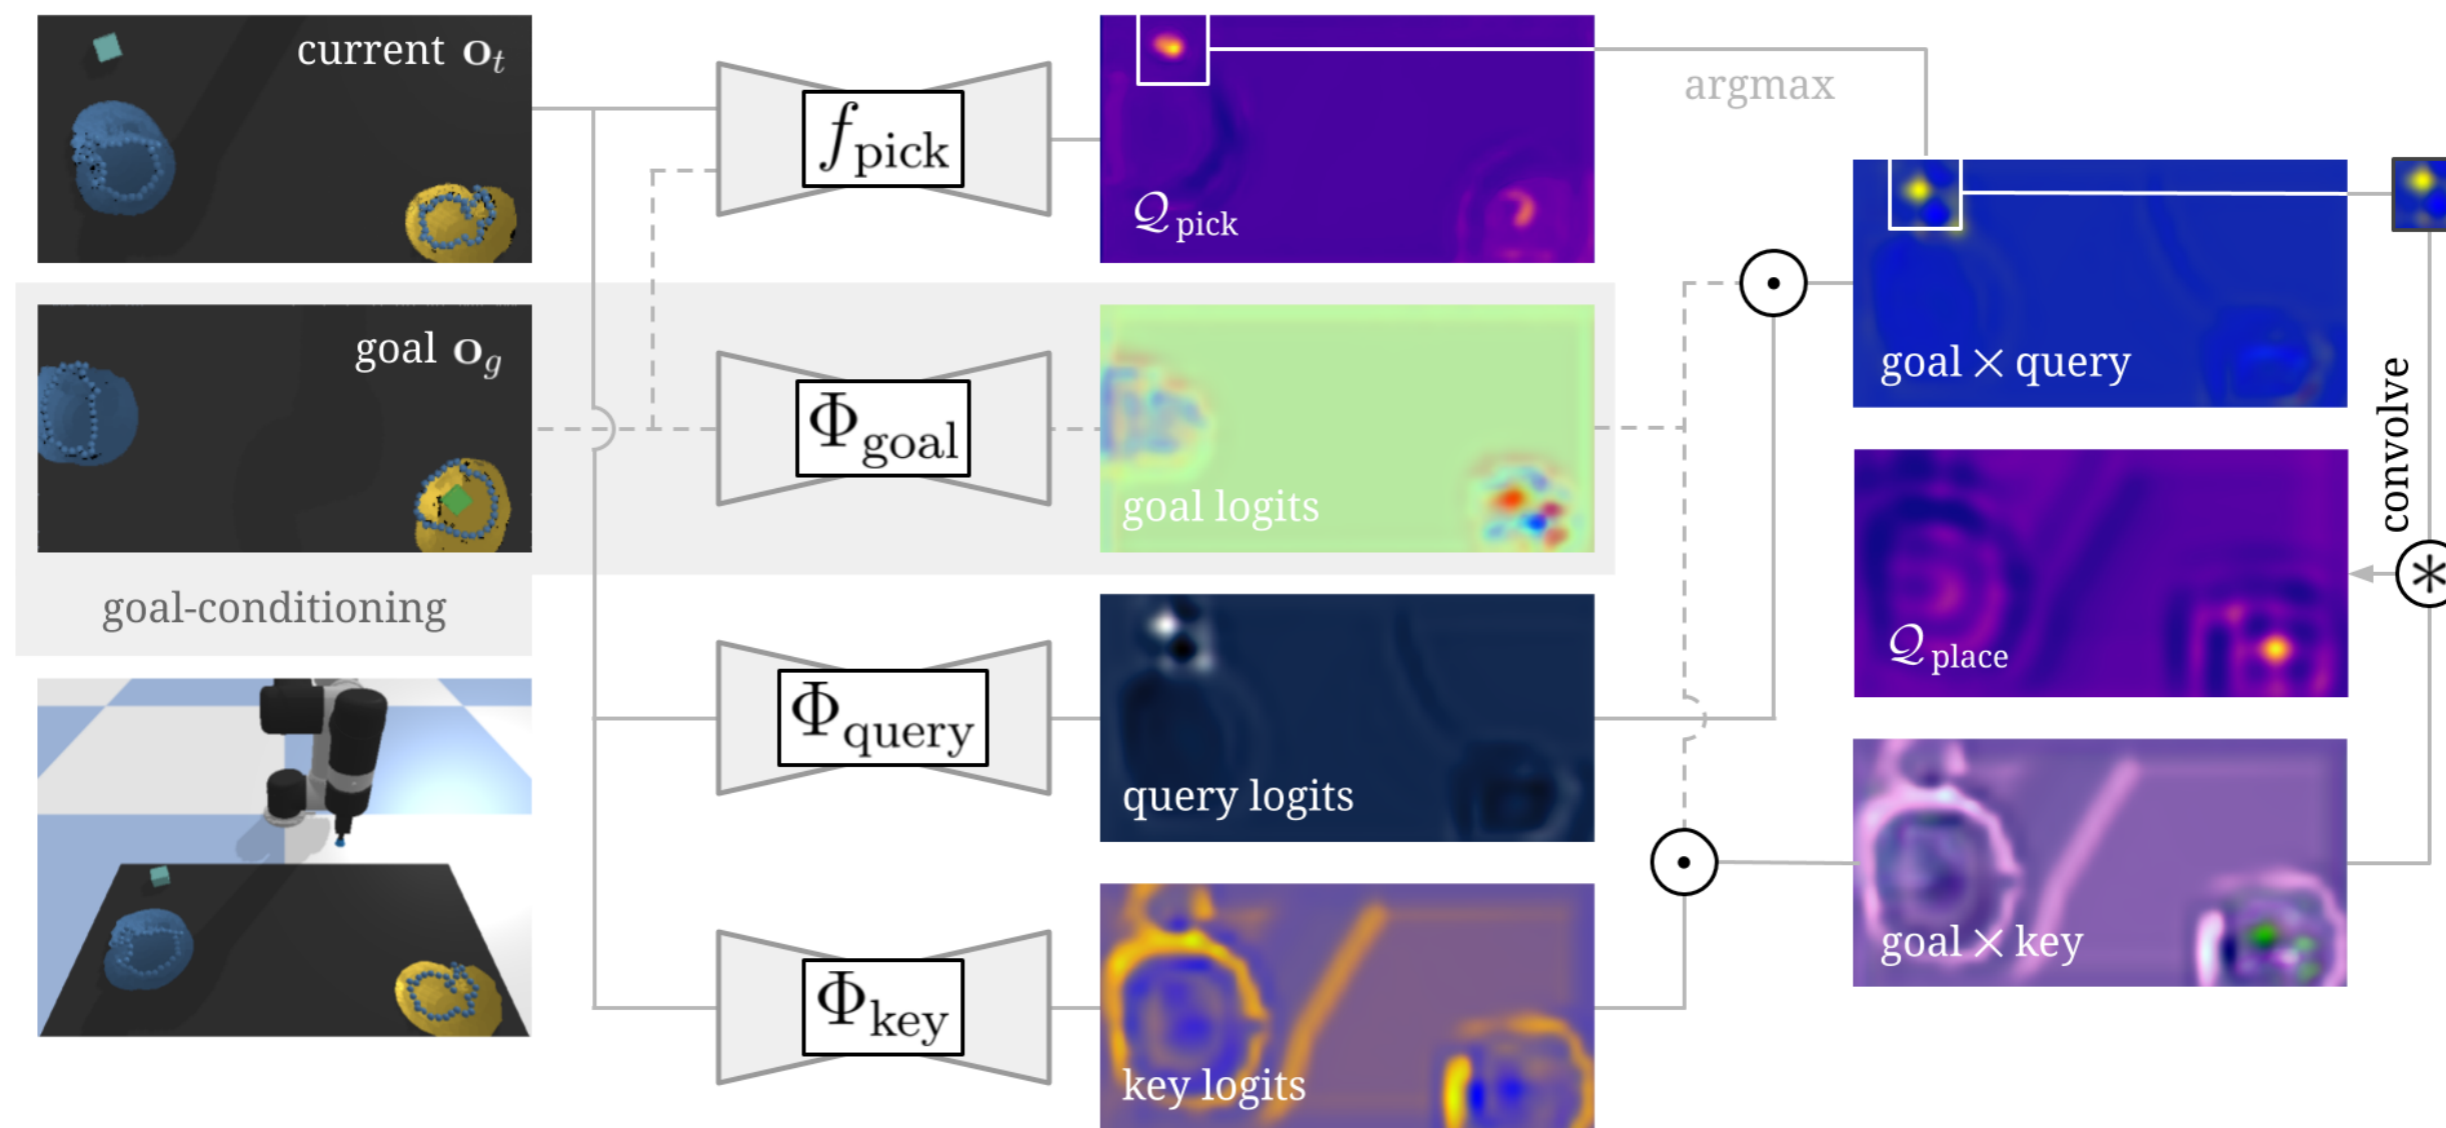 current o_t
f_pick
argmax
Q_pick
goal o_g
Φ_goal
goal logits
goal × query
convolve
goal-conditioning
Φ_query
query logits
Q_place
*
Φ_key
key logits
goal × key